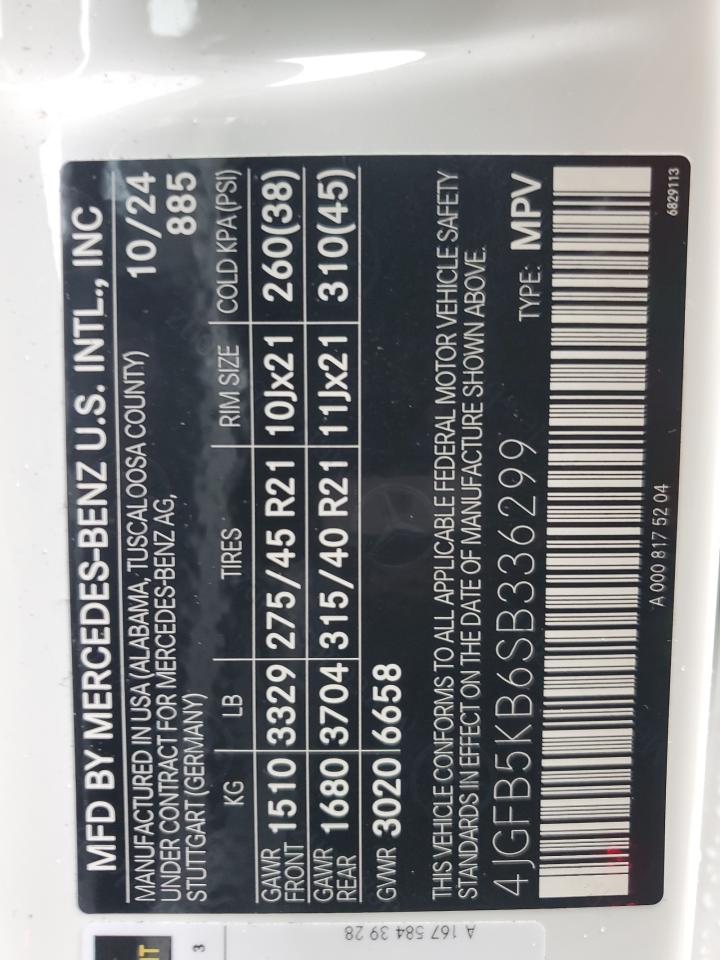 MFD BY MERCEDES-BENZ U.S. INTL., INC
MANUFACTURED IN USA (ALABAMA, TUSCALOOSA COUNTY) 10/24
UNDER CONTRACT FOR MERCEDES-BENZ AG, 885
STUTTGART (GERMANY)
KG LB TIRES RIM SIZE COLD KPA (PSI)
GAWR FRONT 1510 3329 275/45 R21 10Jx21 260(38)
GAWR REAR 1680 3704 315/40 R21 11Jx21 310(45)
GVWR 3020 6658
THIS VEHICLE CONFORMS TO ALL APPLICABLE FEDERAL MOTOR VEHICLE SAFETY
STANDARDS IN EFFECT ON THE DATE OF MANUFACTURE SHOWN ABOVE.
4JGFB5KB6SB336299 TYPE: MPV
A 000 817 52 04 6829113
A 167 584 39 28
3